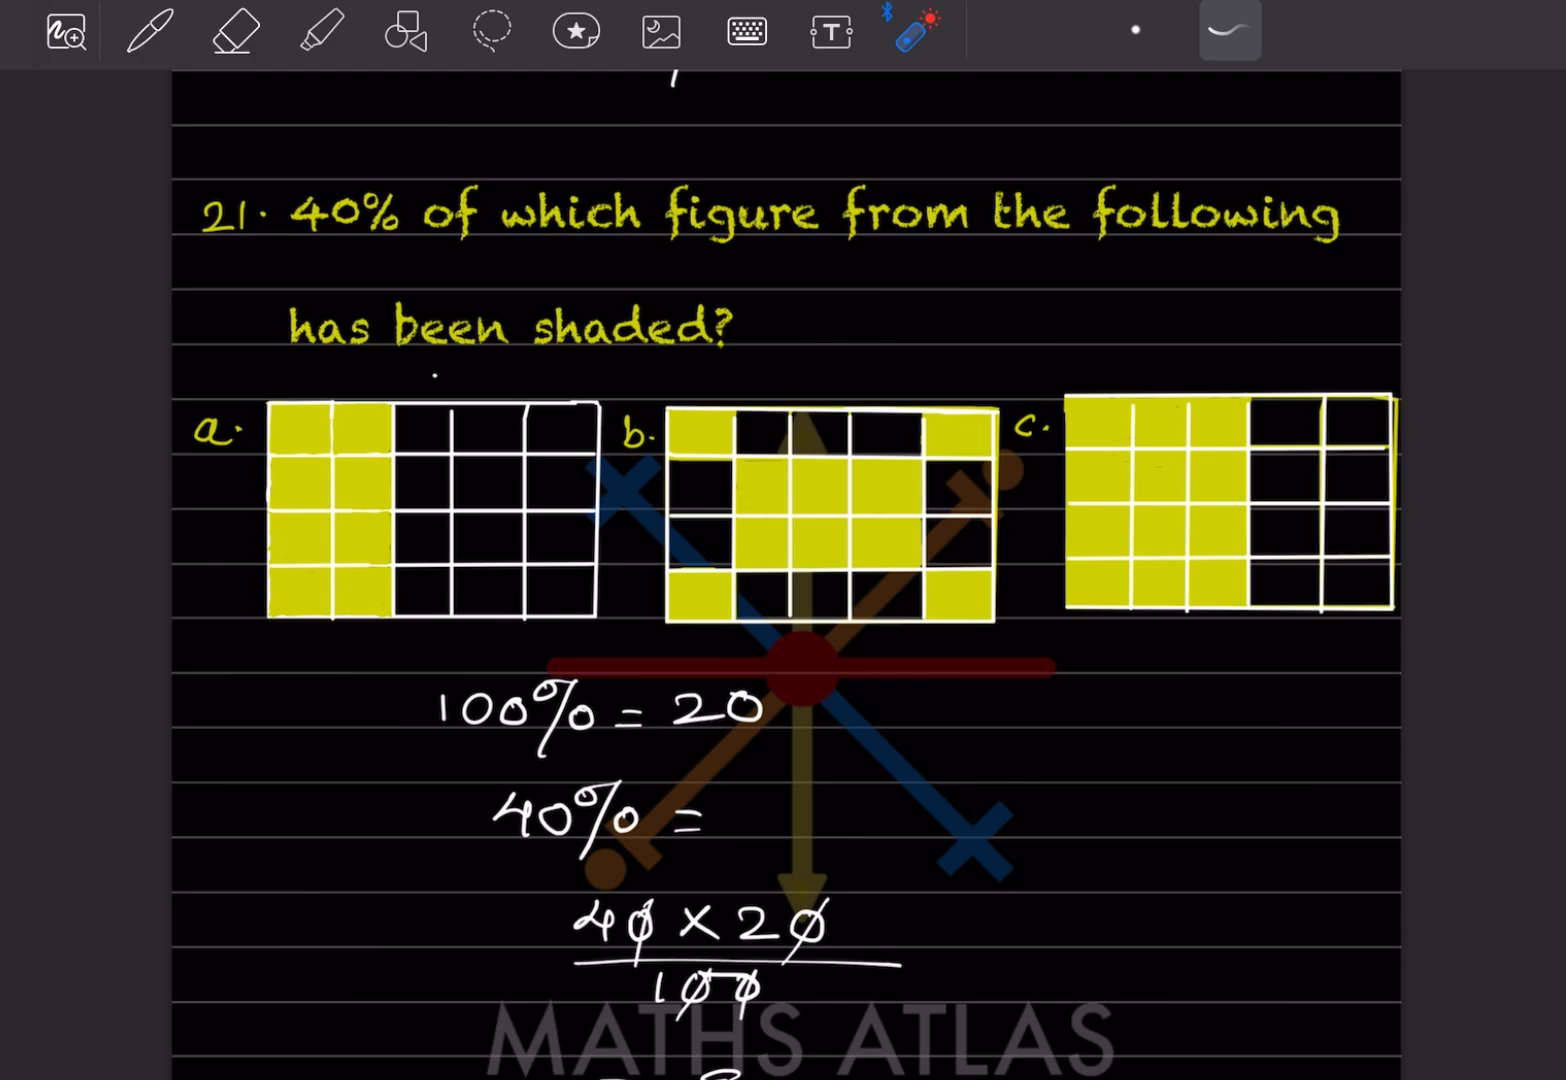 21. 40% of which figure from the following
has been shaded?
a. b. c.
100% = 20
40% =
40 × 20
100
MATHS ATLAS